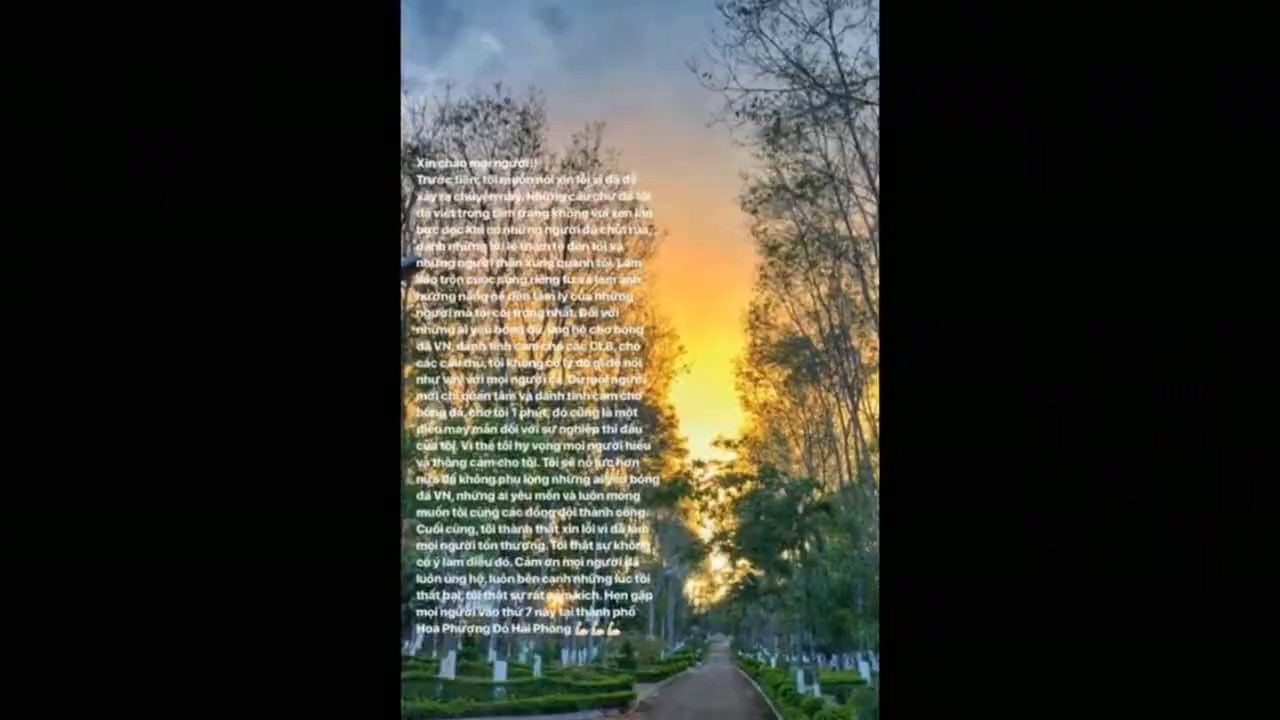 Xin chào mọi người!!
Trước tiên, tôi muốn nói xin lỗi vì đã để
xảy ra chuyện này. Những câu chữ đó tôi
đã viết trong tâm trạng không vui xen lẫn
bực dọc khi có những người đã chửi rủa,
dành những lời lẽ thậm tệ đến tôi và
những người thân xung quanh tôi. Làm
xáo trộn cuộc sống riêng tư và làm ảnh
hưởng nặng nề đến tâm lý của những
người mà tôi coi trọng nhất. Đối với
những ai yêu bóng đá, ủng hộ cho bóng
đá VN, dành tình cảm cho các CLB, cho
các cầu thủ, tôi không có lý do gì để nói
như vậy với mọi người cả. Dù mọi người
mới chỉ quan tâm và dành tình cảm cho
bóng đá, cho tôi 1 phút, đó cũng là một
điều may mắn đối với sự nghiệp thi đấu
của tôi. Vì thế tôi hy vọng mọi người hiểu
và thông cảm cho tôi. Tôi sẽ nỗ lực hơn
nữa để không phụ lòng những ai yêu bóng
đá VN, những ai yêu mến và luôn mong
muốn tôi cùng các đồng đội thành công.
Cuối cùng, tôi thành thật xin lỗi vì đã làm
mọi người tổn thương. Tôi thật sự không
cố ý làm điều đó. Cảm ơn mọi người đã
luôn ủng hộ, luôn bên cạnh những lúc tôi
thất bại, tôi thật sự rất cảm kích. Hẹn gặp
mọi người vào thứ 7 này tại thành phố
Hoa Phượng Đỏ Hải Phòng 💪💪💪